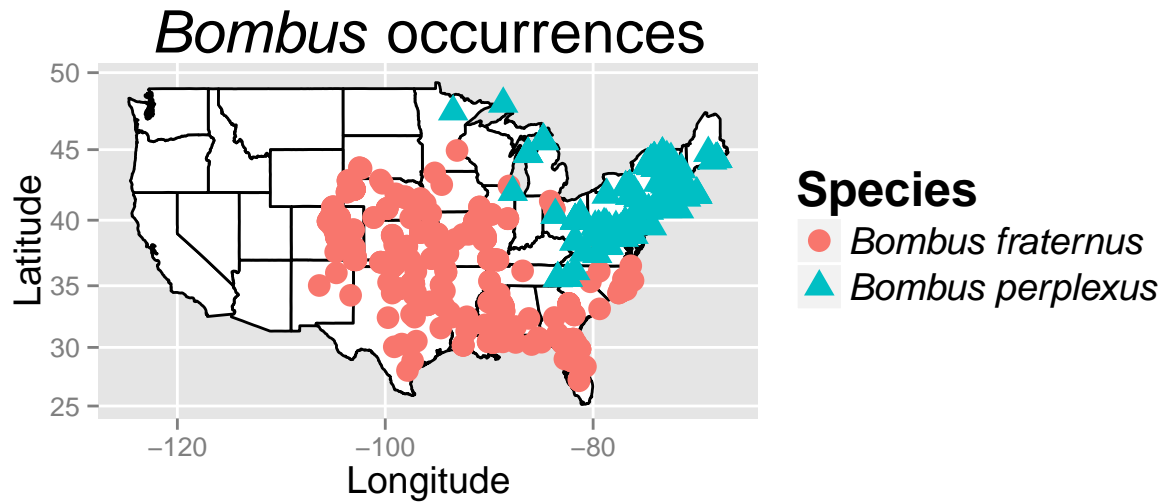 Bombus occurrences
50
45
40
35
30
25
Latitude
−120 −100 −80
Longitude
Species
Bombus fraternus
Bombus perplexus